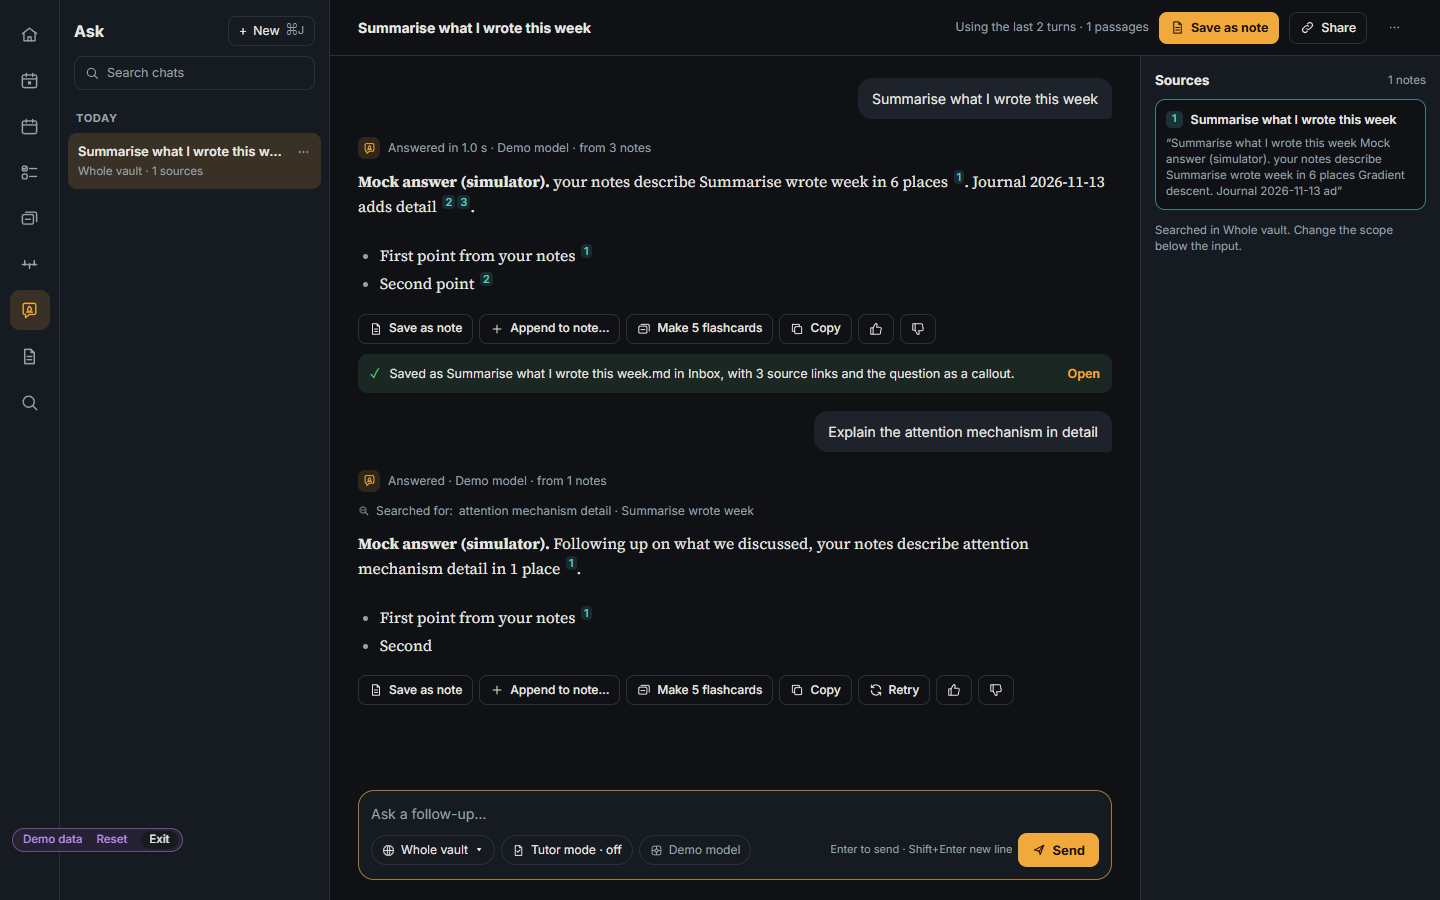 Ask
+ New ⌘J
Search chats
TODAY
Summarise what I wrote this w... ···
Whole vault · 1 sources
Demo data Reset Exit
Summarise what I wrote this week
Using the last 2 turns · 1 passages
Save as note
Share
···
Summarise what I wrote this week
Answered in 1.0 s · Demo model · from 3 notes
Mock answer (simulator). your notes describe Summarise wrote week in 6 places 1. Journal 2026-11-13
adds detail 2 3.
• First point from your notes 1
• Second point 2
Save as note
+ Append to note...
Make 5 flashcards
Copy
✓ Saved as Summarise what I wrote this week.md in Inbox, with 3 source links and the question as a callout. Open
Explain the attention mechanism in detail
Answered · Demo model · from 1 notes
Searched for: attention mechanism detail · Summarise wrote week
Mock answer (simulator). Following up on what we discussed, your notes describe attention
mechanism detail in 1 place 1.
• First point from your notes 1
• Second
Save as note
+ Append to note...
Make 5 flashcards
Copy
Retry
Ask a follow-up...
Whole vault
Tutor mode · off
Demo model
Enter to send · Shift+Enter new line
Send
Sources
1 notes
1 Summarise what I wrote this week
“Summarise what I wrote this week Mock
answer (simulator). your notes describe
Summarise wrote week in 6 places Gradient
descent. Journal 2026-11-13 ad”
Searched in Whole vault. Change the scope
below the input.